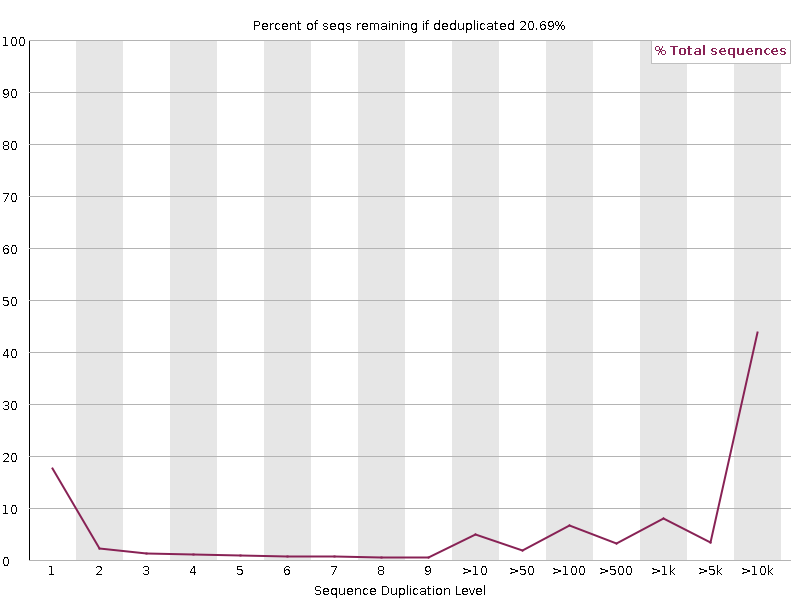 Percent of seqs remaining if deduplicated 20.69%
% Total sequences
100
90
80
70
60
50
40
30
20
10
0
1 2 3 4 5 6 7 8 9 >10 >50 >100 >500 >1k >5k >10k
Sequence Duplication Level